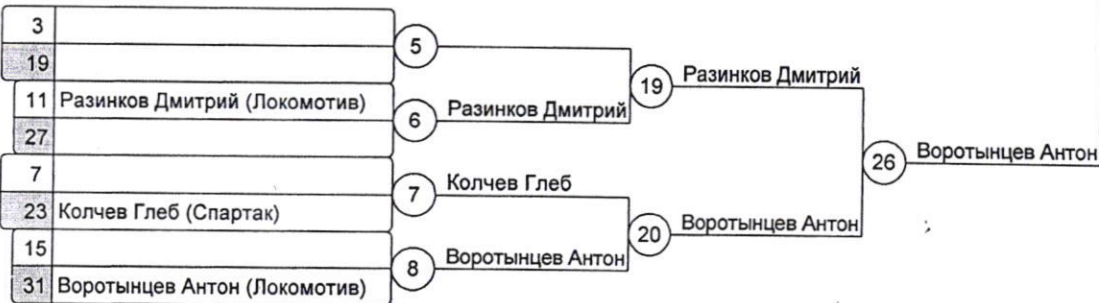 3
5
19
19 Разинков Дмитрий
11 Разинков Дмитрий (Локомотив)
6 Разинков Дмитрий
27
26 Воротынцев Антон
7
7 Колчев Глеб
23 Колчев Глеб (Спартак)
20 Воротынцев Антон
15
8 Воротынцев Антон
31 Воротынцев Антон (Локомотив)